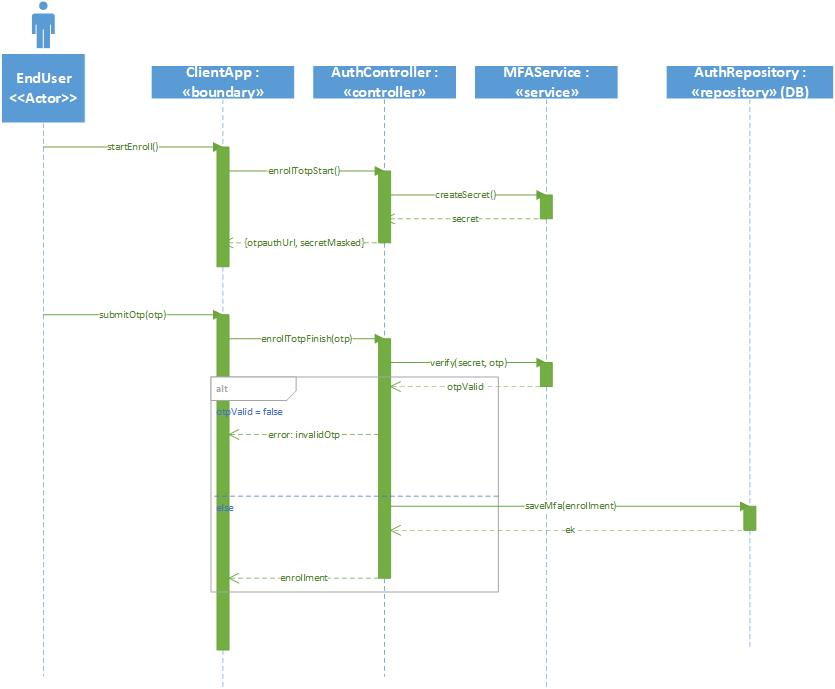 EndUser
<<Actor>>
ClientApp :
«boundary»
AuthController :
«controller»
MFAService :
«service»
AuthRepository :
«repository» (DB)
startEnroll()
enrollTotpStart()
createSecret()
secret
{otpauthUrl, secretMasked}
submitOtp(otp)
enrollTotpFinish(otp)
verify(secret, otp)
otpValid
alt
otpValid = false
error: invalidOtp
else
saveMfa(enrollment)
ek
enrollment